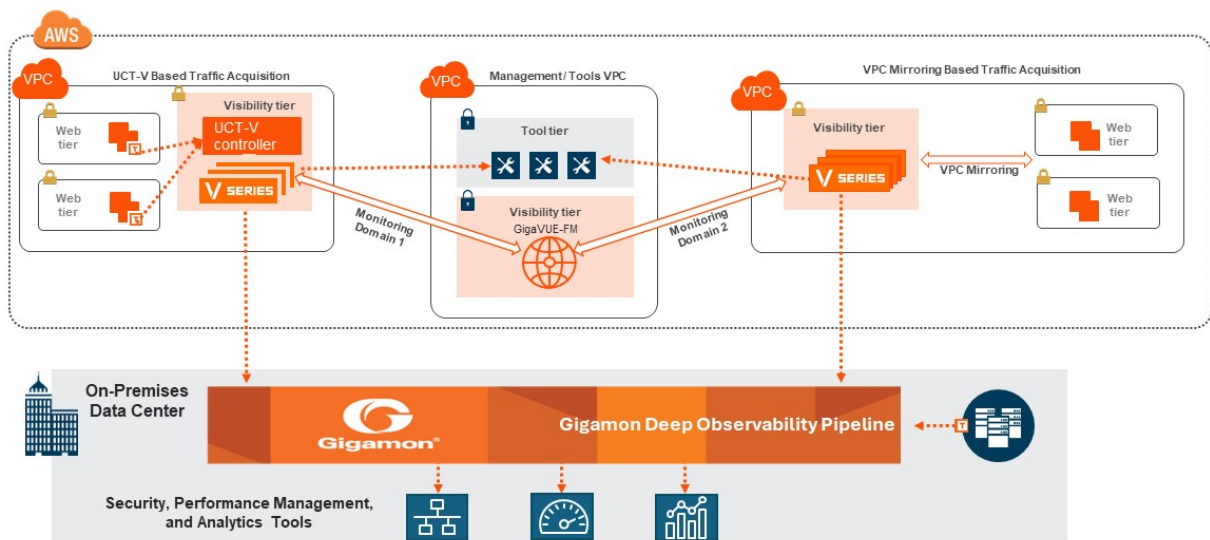 AWS
VPC
UCT-V Based Traffic Acquisition
Web
tier
T
Web
tier
T
Visibility tier
UCT-V
controller
V SERIES
VPC
Management/ Tools VPC
Tool tier
Visibility tier
GigaVUE-FM
Monitoring
Domain 1
Monitoring
Domain 2
VPC
VPC Mirroring Based Traffic Acquisition
Visibility tier
V SERIES
VPC Mirroring
Web
tier
Web
tier
On-Premises
Data Center
Gigamon®
Gigamon Deep Observability Pipeline
T
Security, Performance Management,
and Analytics Tools